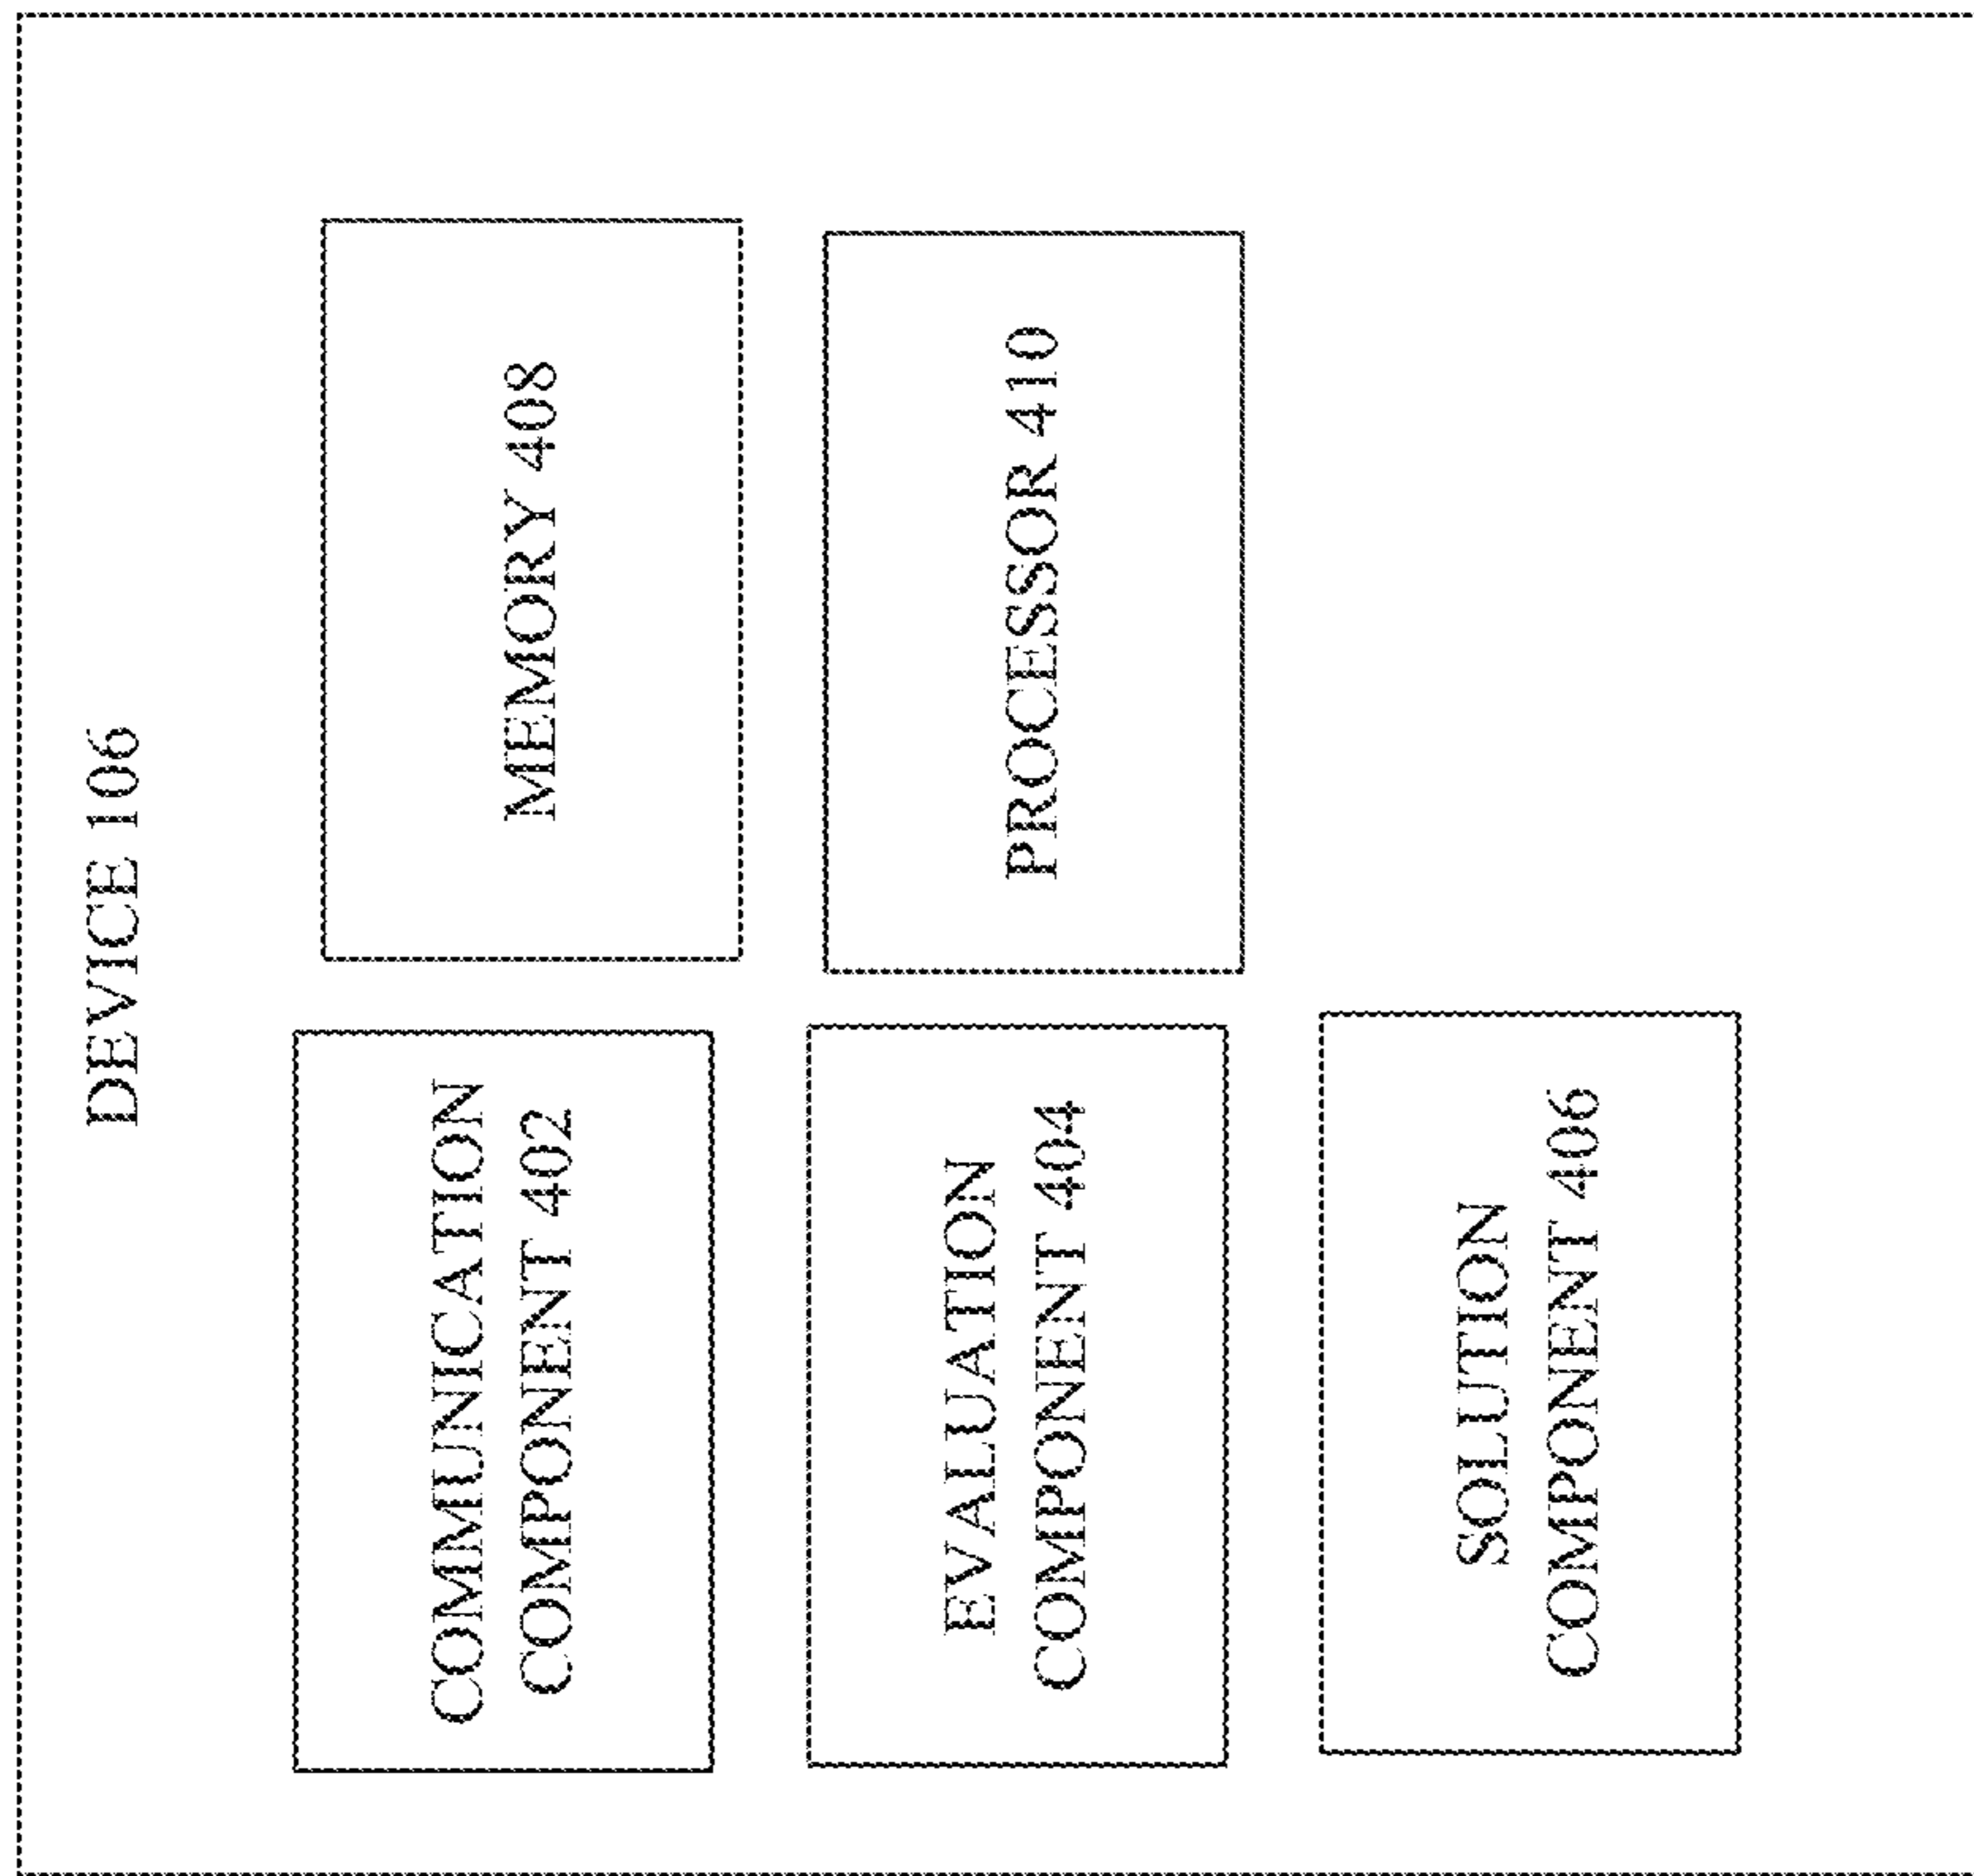 DEVICE 106
COMMUNICATION
COMPONENT 402
MEMORY 408
EVALUATION
COMPONENT 404
PROCESSOR 410
SOLUTION
COMPONENT 406